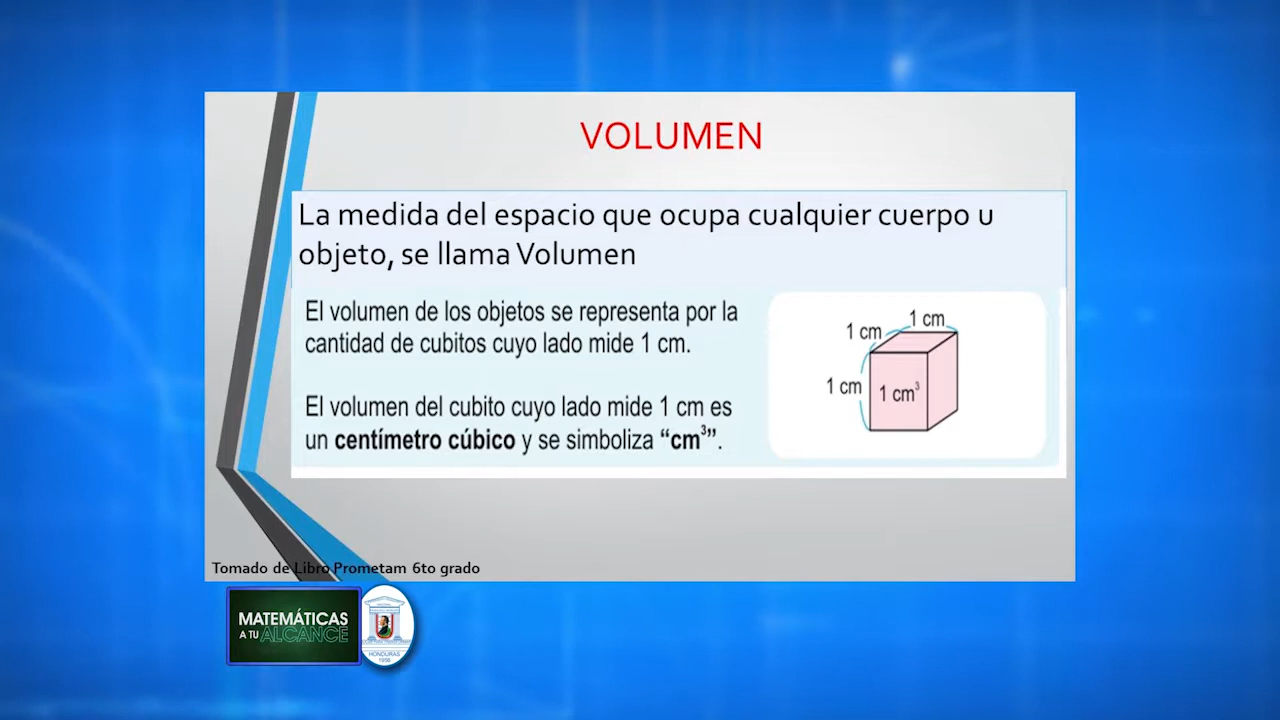 VOLUMEN
La medida del espacio que ocupa cualquier cuerpo u
objeto, se llama Volumen
El volumen de los objetos se representa por la
cantidad de cubitos cuyo lado mide 1 cm.
El volumen del cubito cuyo lado mide 1 cm es
un centímetro cúbico y se simboliza “cm³”.
1 cm
1 cm
1 cm
1 cm³
Tomado de Libro Prometam 6to grado
MATEMÁTICAS
A TU ALCANCE
HONDURAS
1956